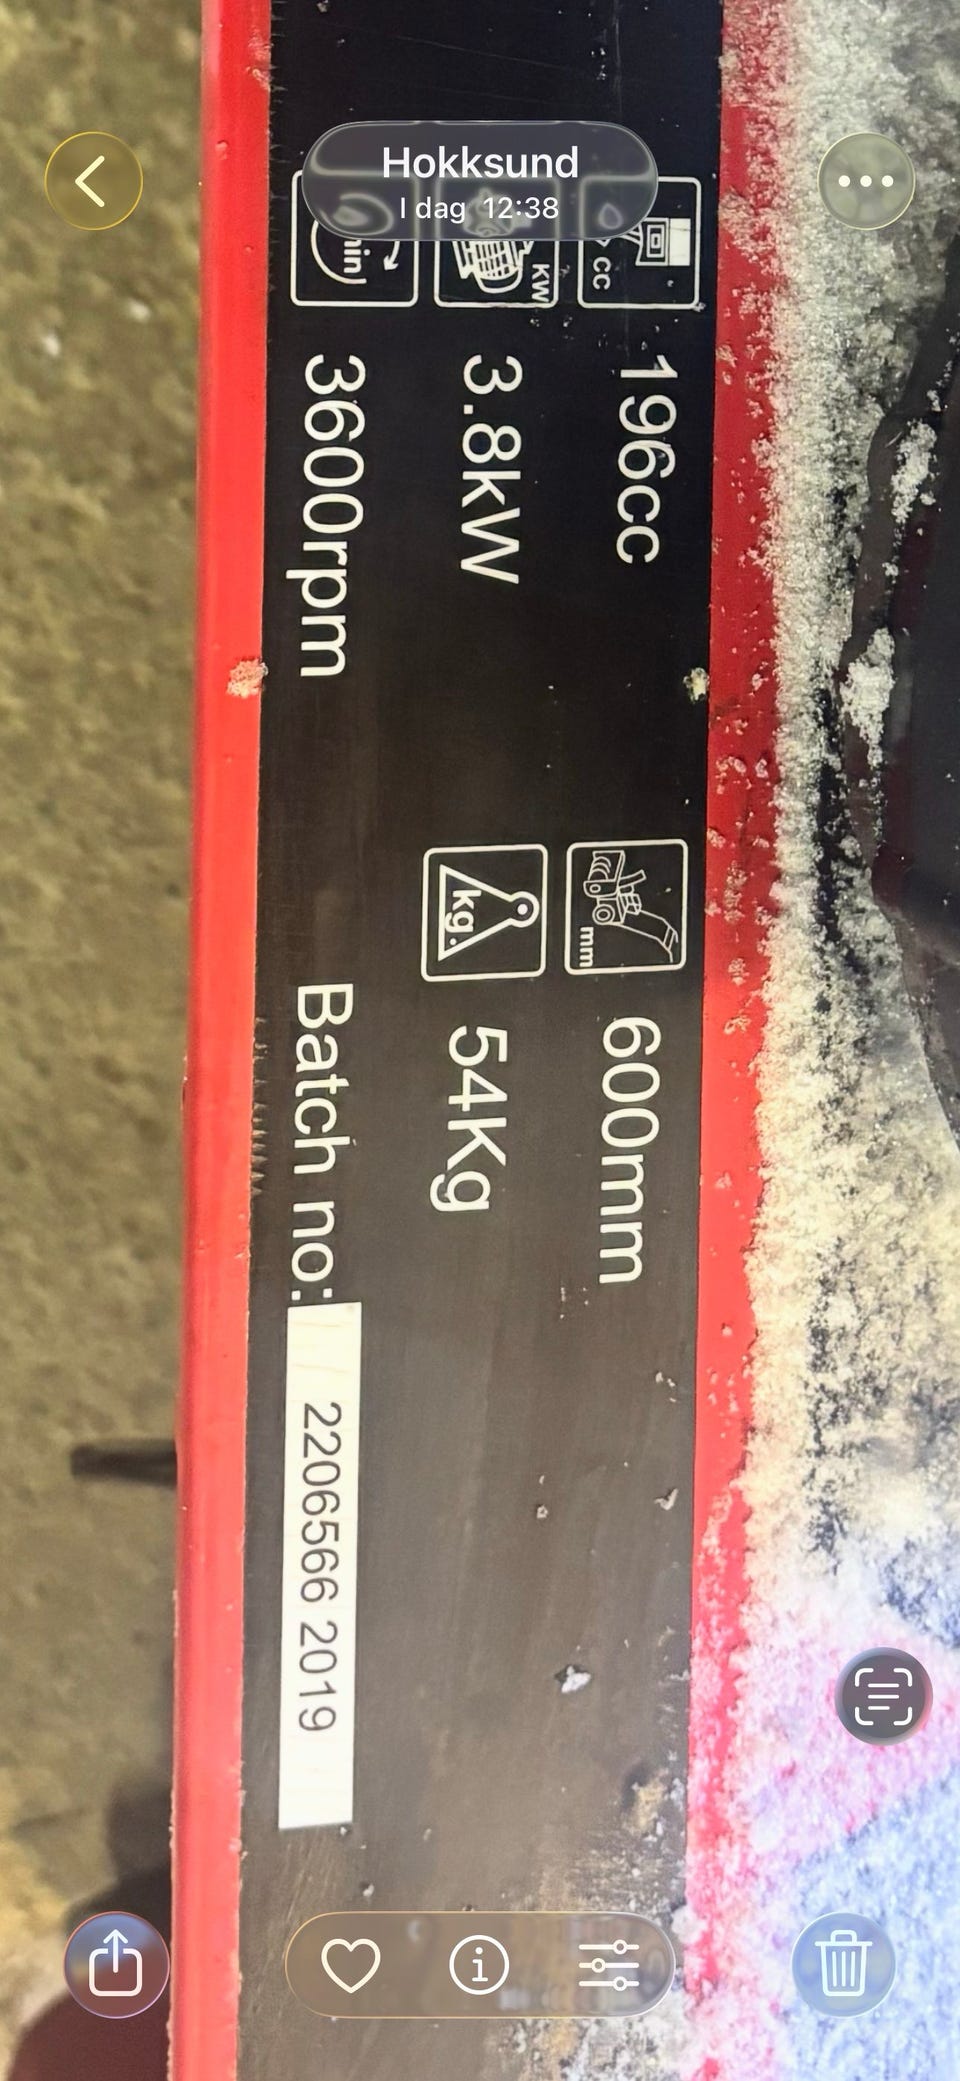 Hokksund
I dag 12:38
cc
196cc
mm
600mm
kW
3.8kW
kg.
54Kg
min
3600rpm
Batch no:
2206566 2019